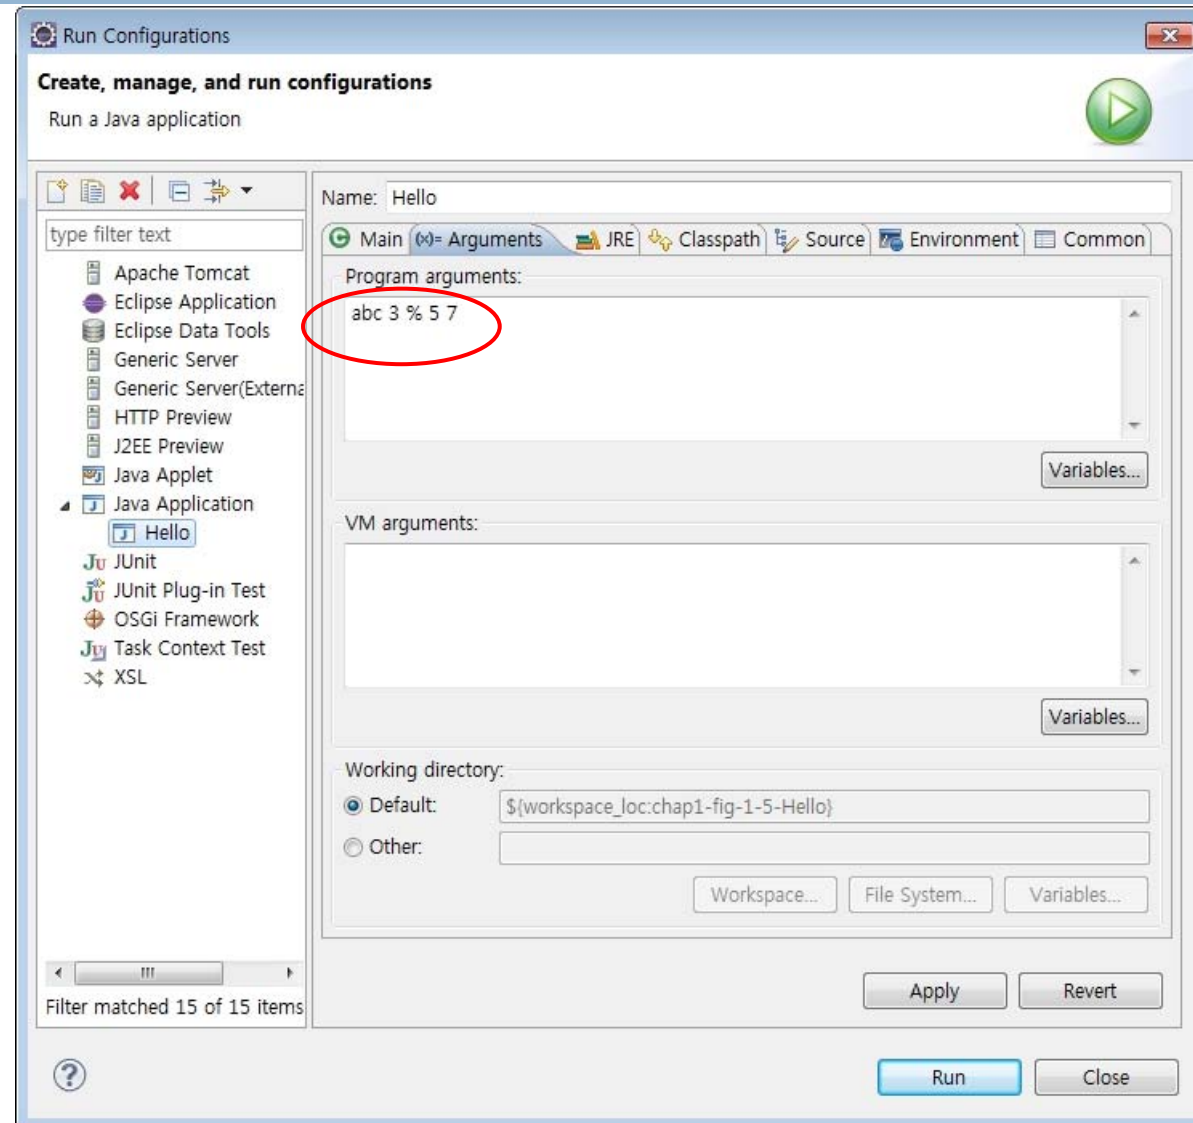 Run Configurations
Create, manage, and run configurations
Run a Java application
type filter text
Apache Tomcat
Eclipse Application
Eclipse Data Tools
Generic Server
Generic Server(Externa
HTTP Preview
J2EE Preview
Java Applet
Java Application
Hello
JUnit
JUnit Plug-in Test
OSGi Framework
Task Context Test
XSL
Filter matched 15 of 15 items
Name: Hello
Main (x)= Arguments JRE Classpath Source Environment Common
Program arguments:
abc 3 % 5 7
Variables...
VM arguments:
Variables...
Working directory:
Default: ${workspace_loc:chap1-fig-1-5-Hello}
Other:
Workspace... File System... Variables...
Apply Revert
Run Close